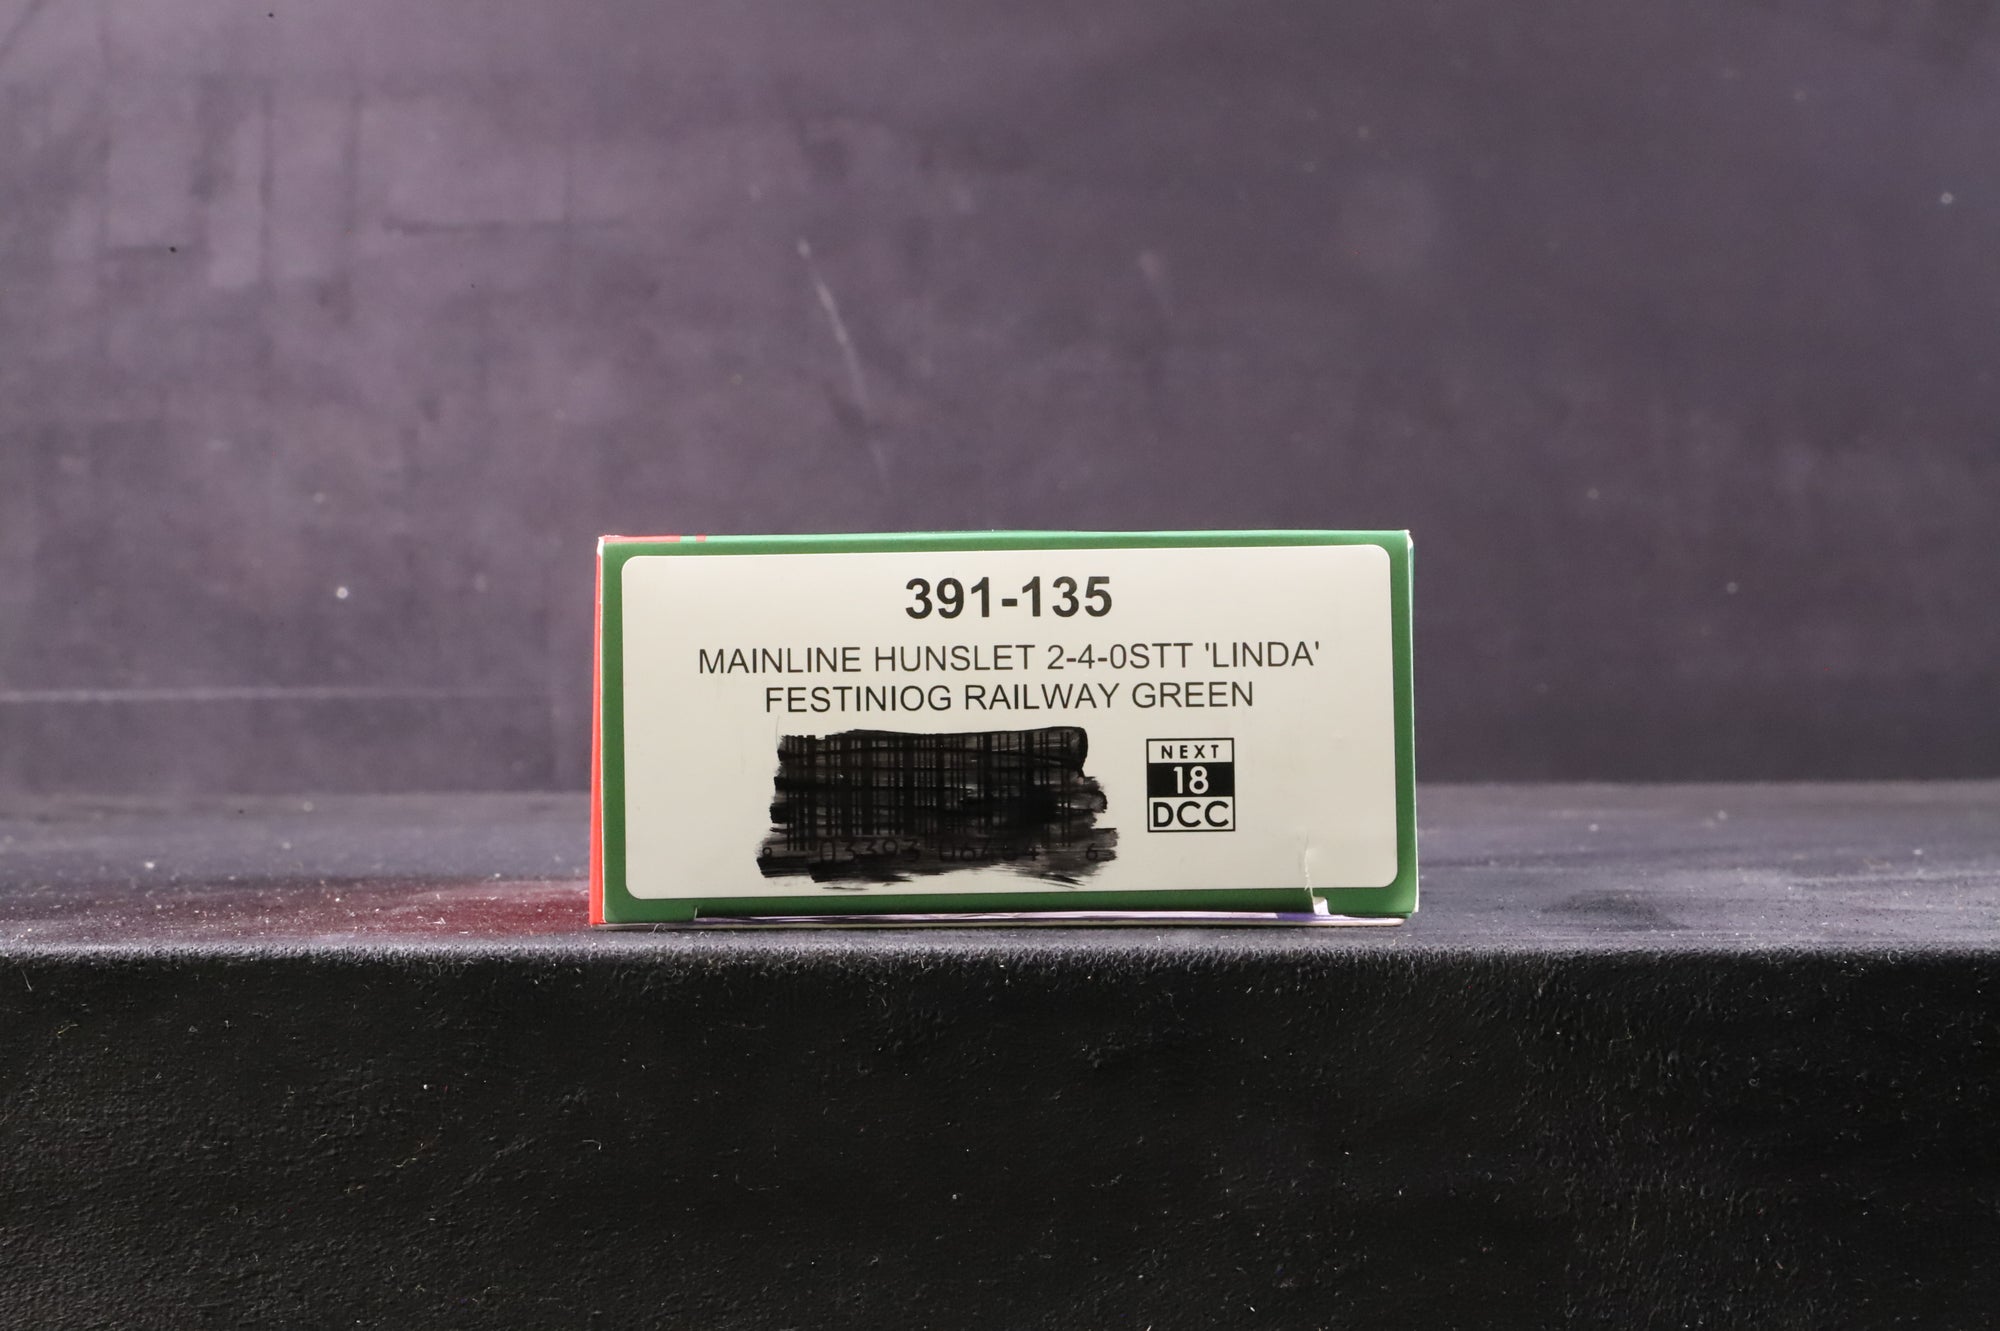 391-135
MAINLINE HUNSLET 2-4-0STT 'LINDA'
FESTINIOG RAILWAY GREEN
NEXT
18
DCC